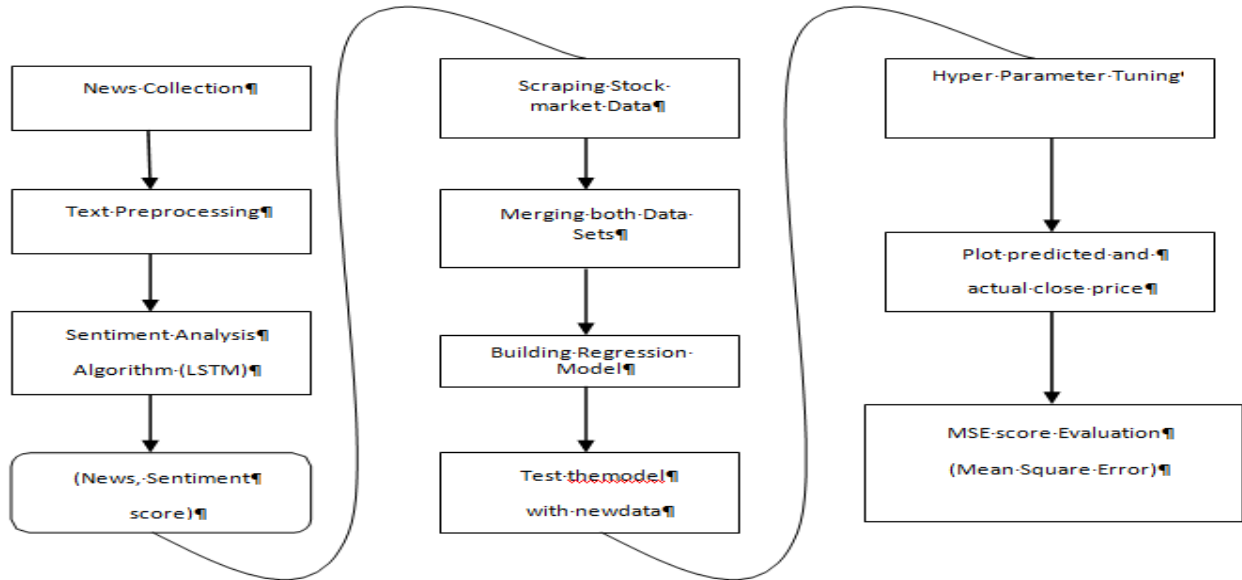 News·Collection¶
Text·Preprocessing¶
Sentiment·Analysis¶
Algorithm·(LSTM)¶
(News,·Sentiment¶
score)¶
Scraping·Stock·
market·Data¶
Merging·both·Data·
Sets¶
Building·Regression·
Model¶
Test·themodel¶
with·newdata¶
Hyper·Parameter·Tuning¶
Plot·predicted·and·¶
actual·close·price¶
MSE·score·Evaluation¶
(Mean·Square·Error)¶